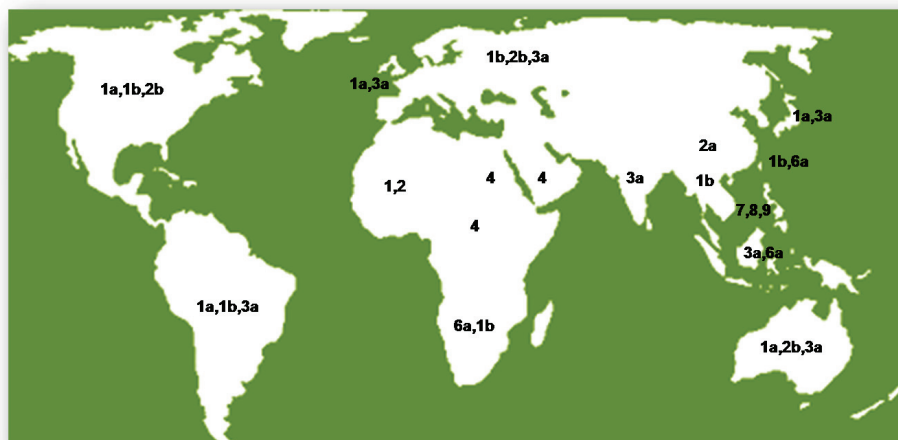 1b,2b,3a
1a,3a
1a,1b,2b
1a,3a
2a
1b,6a
1,2
4
4
3a
1b
7,8,9
4
3a,6a
1a,1b,3a
6a,1b
1a,2b,3a